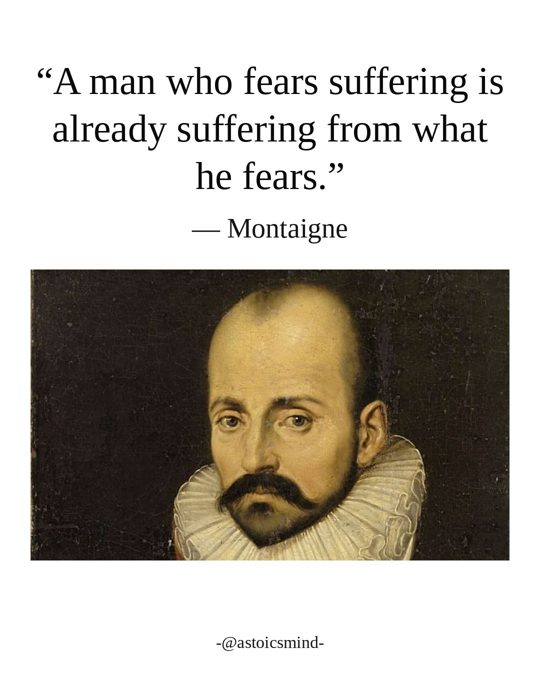 “A man who fears suffering is
already suffering from what
he fears.”
— Montaigne
-@astoicsmind-